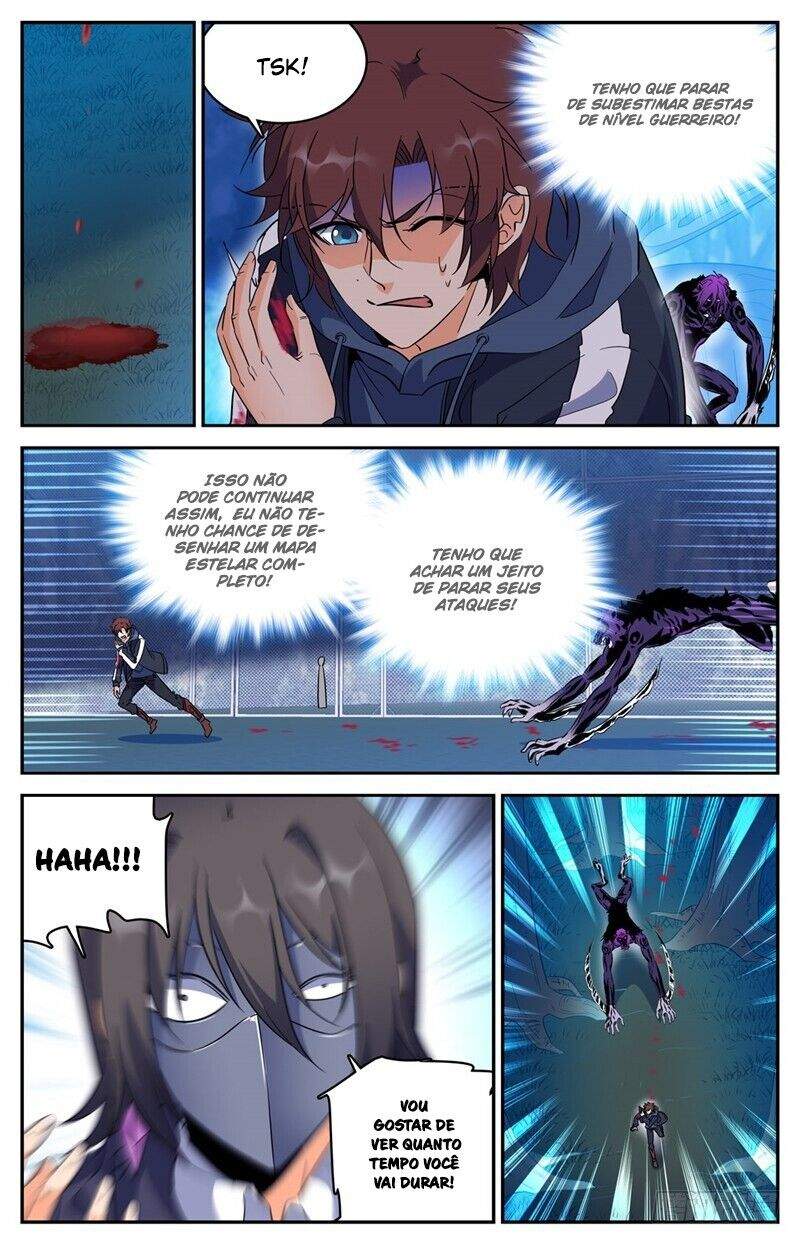 TSK!
TENHO QUE PARAR
DE SUBESTIMAR BESTAS
DE NÍVEL GUERREIRO!
ISSO NÃO
PODE CONTINUAR
ASSIM, EU NÃO TE-
NHO CHANCE DE DE-
SENHAR UM MAPA
ESTELAR COM-
PLETO!
TENHO QUE
ACHAR UM JEITO
DE PARAR SEUS
ATAQUES!
HAHA!!!
VOU
GOSTAR DE
VER QUANTO
TEMPO VOCÊ
VAI DURAR!